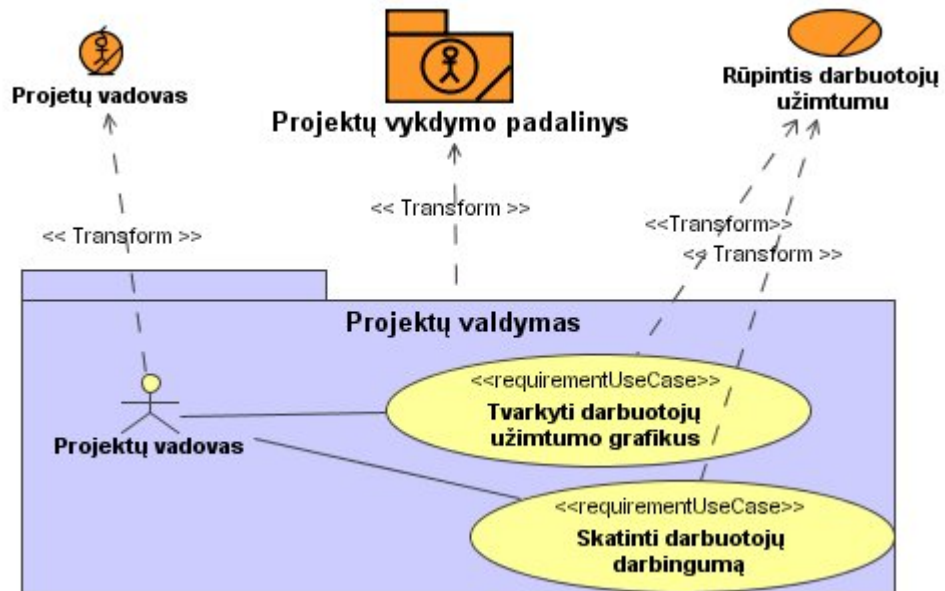 Projetų vadovas
Projektų vykdymo padalinys
Rūpintis darbuotojų
užimtumu
<< Transform >>
<< Transform >>
<<Transform>>
<< Transform >>
Projektų valdymas
<<requirementUseCase>>
Tvarkyti darbuotojų
užimtumo grafikus
Projektų vadovas
<<requirementUseCase>>
Skatinti darbuotojų
darbingumą